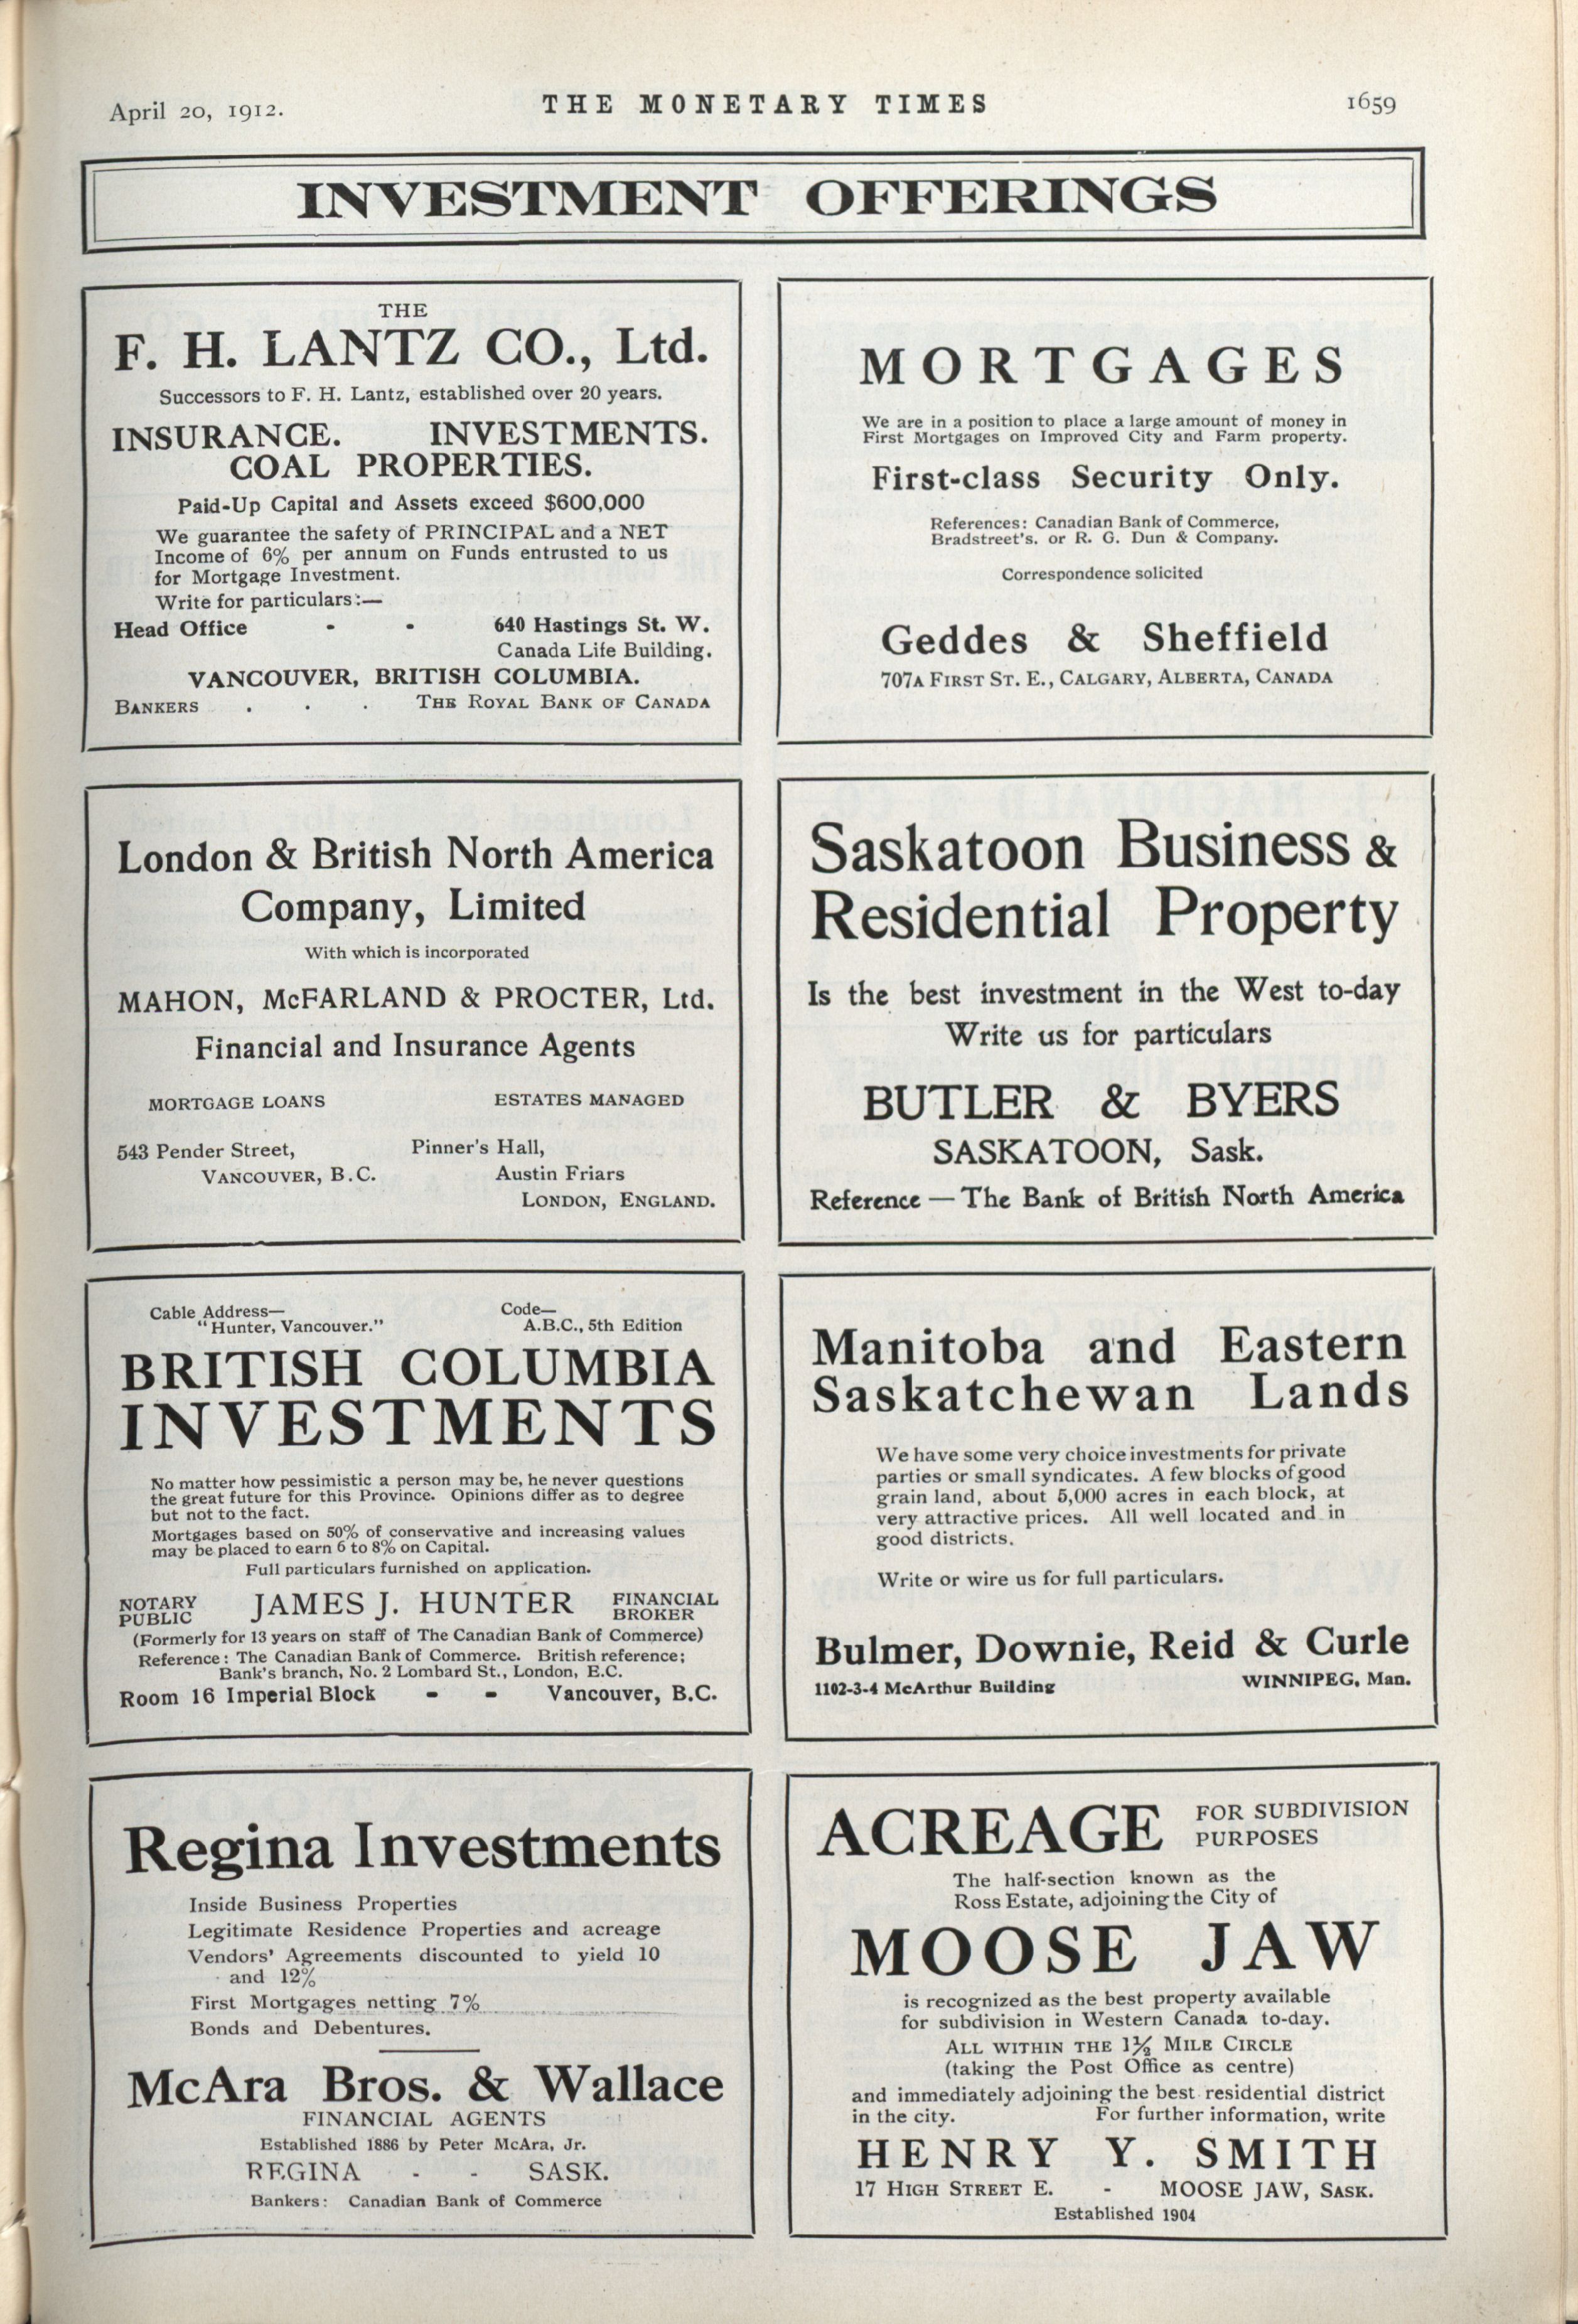 April 20, 1912.
THE MONETARY TIMES
1659
INVESTMENT OFFERINGS
THE
F. H. LANTZ CO., Ltd.
Successors to F. H. Lantz, established over 20 years.
INSURANCE. INVESTMENTS.
COAL PROPERTIES.
Paid-Up Capital and Assets exceed $600,000
We guarantee the safety of PRINCIPAL and a NET
Income of 6% per annum on Funds entrusted to us
for Mortgage Investment.
Write for particulars:—
Head Office - - 640 Hastings St. W.
Canada Life Building.
VANCOUVER, BRITISH COLUMBIA.
BANKERS . . . THE ROYAL BANK OF CANADA
MORTGAGES
We are in a position to place a large amount of money in
First Mortgages on Improved City and Farm property.
First-class Security Only.
References: Canadian Bank of Commerce,
Bradstreet's, or R. G. Dun & Company.
Correspondence solicited
Geddes & Sheffield
707A FIRST ST. E., CALGARY, ALBERTA, CANADA
London & British North America
Company, Limited
With which is incorporated
MAHON, McFARLAND & PROCTER, Ltd.
Financial and Insurance Agents
MORTGAGE LOANS ESTATES MANAGED
543 Pender Street, Pinner's Hall,
VANCOUVER, B.C. Austin Friars
LONDON, ENGLAND.
Saskatoon Business &
Residential Property
Is the best investment in the West to-day
Write us for particulars
BUTLER & BYERS
SASKATOON, Sask.
Reference — The Bank of British North America
Cable Address— Code—
"Hunter, Vancouver." A.B.C., 5th Edition
BRITISH COLUMBIA
INVESTMENTS
No matter how pessimistic a person may be, he never questions
the great future for this Province. Opinions differ as to degree
but not to the fact.
Mortgages based on 50% of conservative and increasing values
may be placed to earn 6 to 8% on Capital.
Full particulars furnished on application.
NOTARY PUBLIC JAMES J. HUNTER FINANCIAL BROKER
(Formerly for 13 years on staff of The Canadian Bank of Commerce)
Reference: The Canadian Bank of Commerce. British reference;
Bank's branch, No. 2 Lombard St., London, E.C.
Room 16 Imperial Block - - Vancouver, B.C.
Manitoba and Eastern
Saskatchewan Lands
We have some very choice investments for private
parties or small syndicates. A few blocks of good
grain land, about 5,000 acres in each block, at
very attractive prices. All well located and in
good districts.
Write or wire us for full particulars.
Bulmer, Downie, Reid & Curle
1102-3-4 McArthur Building WINNIPEG, Man.
Regina Investments
Inside Business Properties
Legitimate Residence Properties and acreage
Vendors' Agreements discounted to yield 10
and 12%
First Mortgages netting 7%
Bonds and Debentures.
McAra Bros. & Wallace
FINANCIAL AGENTS
Established 1886 by Peter McAra, Jr.
REGINA - - SASK.
Bankers: Canadian Bank of Commerce
ACREAGE FOR SUBDIVISION
PURPOSES
The half-section known as the
Ross Estate, adjoining the City of
MOOSE JAW
is recognized as the best property available
for subdivision in Western Canada to-day.
ALL WITHIN THE 1½ MILE CIRCLE
(taking the Post Office as centre)
and immediately adjoining the best residential district
in the city. For further information, write
HENRY Y. SMITH
17 HIGH STREET E. - MOOSE JAW, SASK.
Established 1904